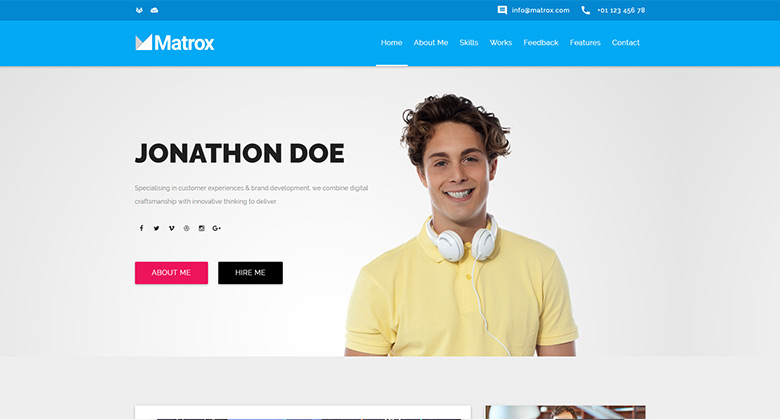 info@matrox.com +01 123 456 78
Matrox
Home About Me Skills Works Feedback Features Contact
JONATHON DOE
Specialising in customer experiences & brand development, we combine digital
craftsmanship with innovative thinking to deliver.
ABOUT ME HIRE ME